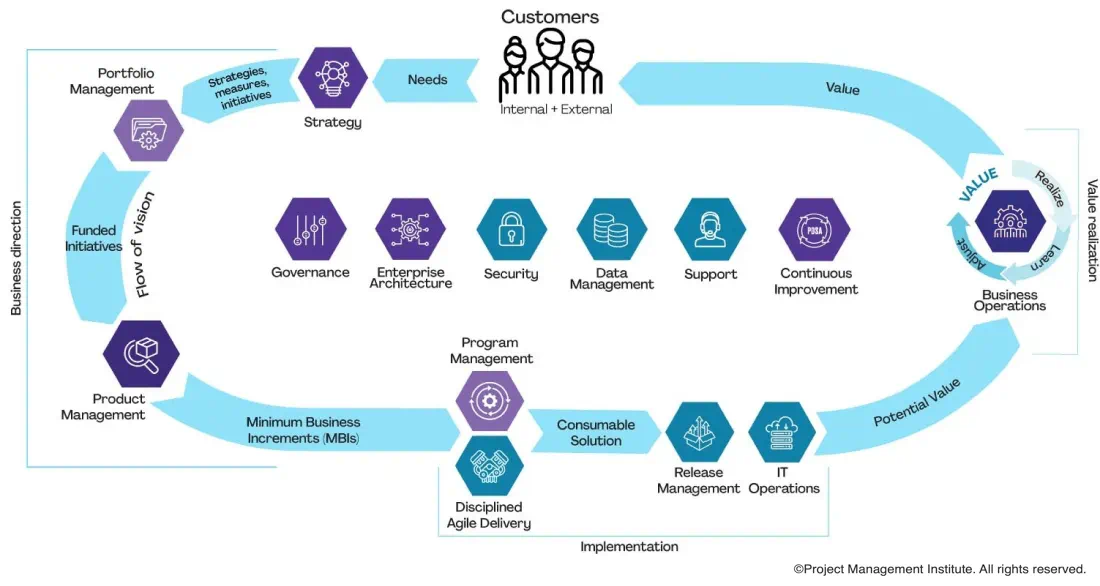 Customers
Internal + External
Needs
Strategy
Strategies,
measures,
initiatives
Portfolio
Management
Business direction
Funded
Initiatives
Flow of vision
Product
Management
Minimum Business
Increments (MBIs)
Program
Management
Disciplined
Agile Delivery
Consumable
Solution
Release
Management
IT
Operations
Implementation
Potential Value
Business
Operations
VALUE
Realize
Learn
Adjust
Value realization
Value
Governance
Enterprise
Architecture
Security
Data
Management
Support
PDSA
Continuous
Improvement
©Project Management Institute. All rights reserved.